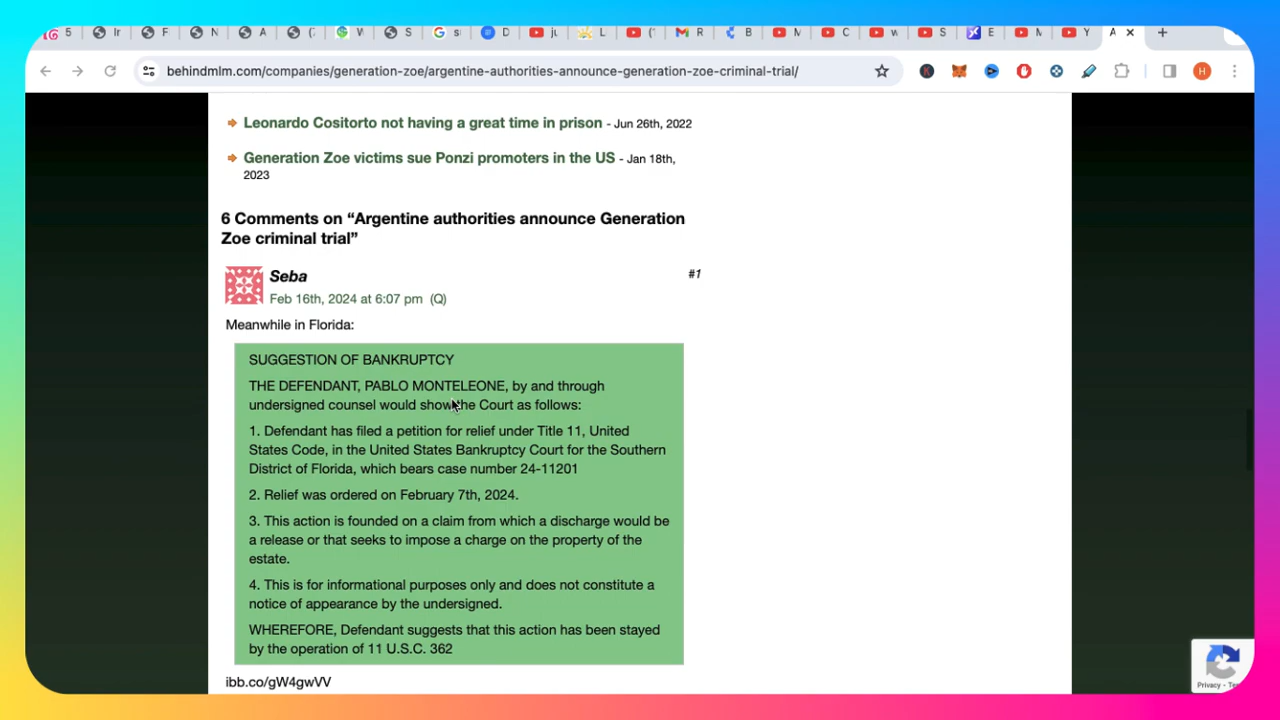 5 Ir F N A (: W S G s D ju L (' R B M C w S E M Y A
behindmlm.com/companies/generation-zoe/argentine-authorities-announce-generation-zoe-criminal-trial/
H
Leonardo Cositorto not having a great time in prison - Jun 26th, 2022
Generation Zoe victims sue Ponzi promoters in the US - Jan 18th,
2023
6 Comments on “Argentine authorities announce Generation
Zoe criminal trial”
Seba
#1
Feb 16th, 2024 at 6:07 pm (Q)
Meanwhile in Florida:
SUGGESTION OF BANKRUPTCY
THE DEFENDANT, PABLO MONTELEONE, by and through
undersigned counsel would show the Court as follows:
1. Defendant has filed a petition for relief under Title 11, United
States Code, in the United States Bankruptcy Court for the Southern
District of Florida, which bears case number 24-11201
2. Relief was ordered on February 7th, 2024.
3. This action is founded on a claim from which a discharge would be
a release or that seeks to impose a charge on the property of the
estate.
4. This is for informational purposes only and does not constitute a
notice of appearance by the undersigned.
WHEREFORE, Defendant suggests that this action has been stayed
by the operation of 11 U.S.C. 362
ibb.co/gW4gwVV
Privacy - Ter